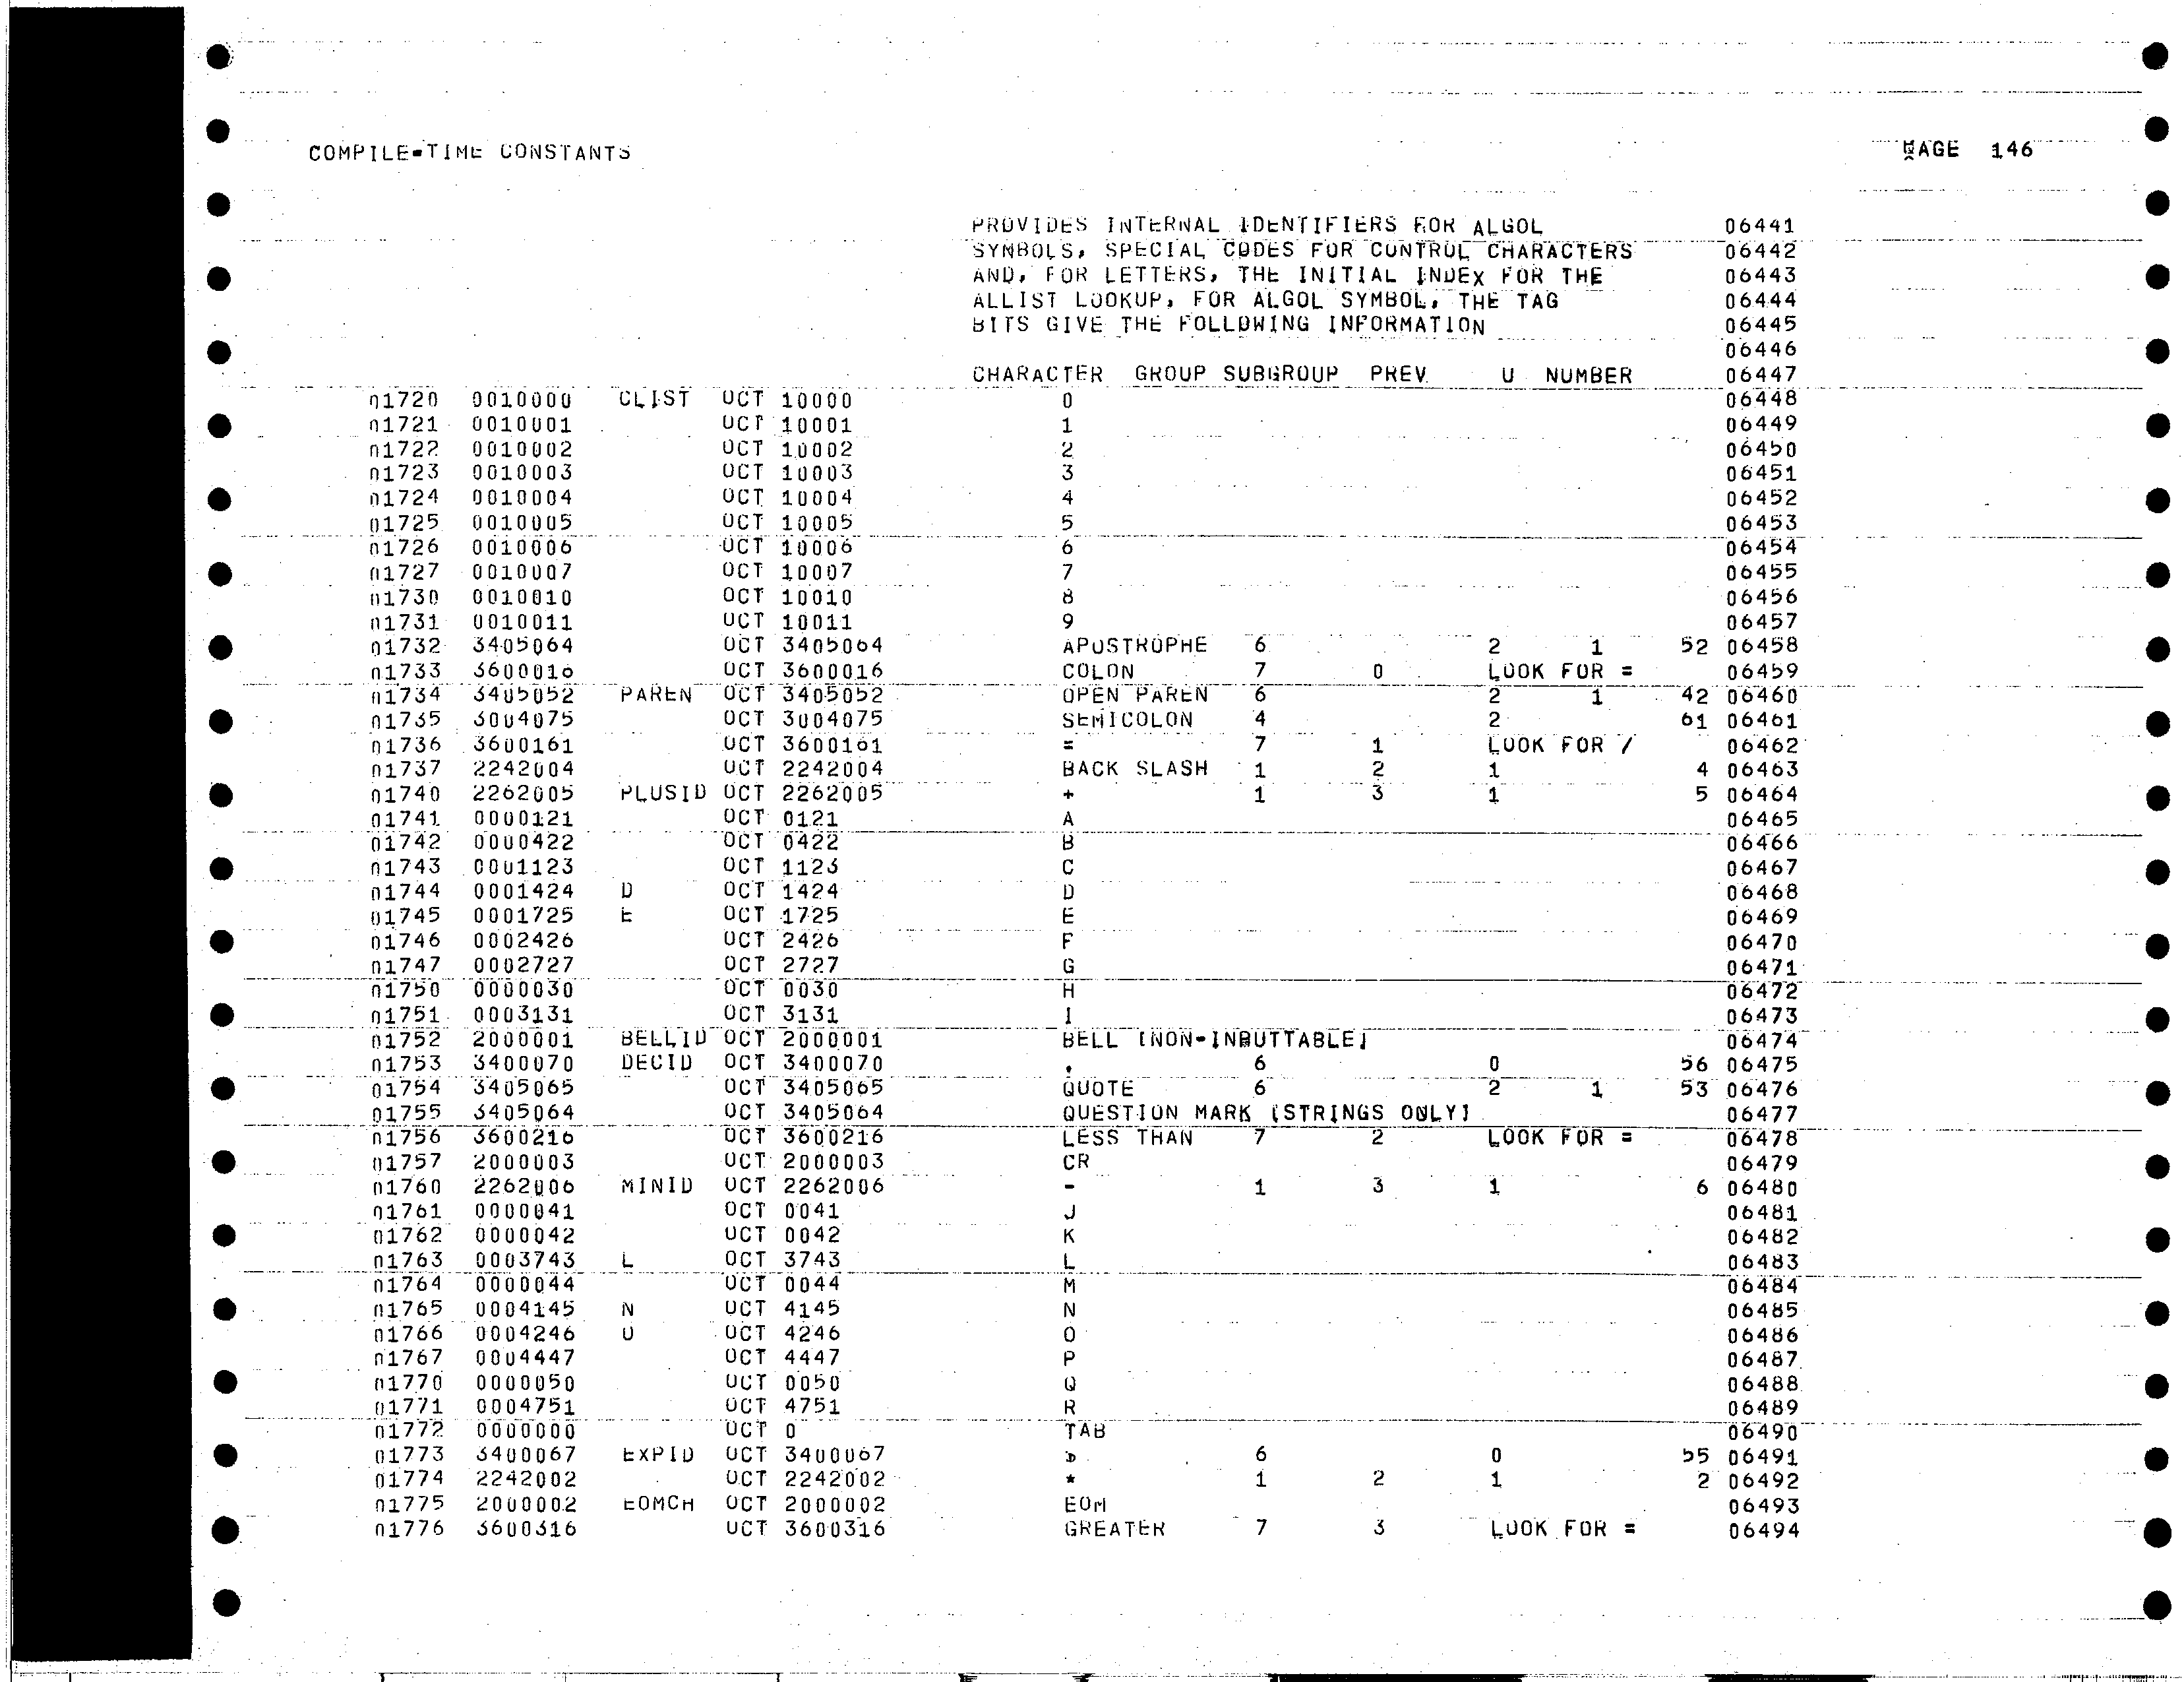 COMPILE-TIME CONSTANTS PAGE 146
PROVIDES INTERNAL IDENTIFIERS FOR ALGOL 06441
SYNBOLS, SPECIAL CODES FOR CONTROL CHARACTERS 06442
AND, FOR LETTERS, THE INITIAL INDEX FOR THE 06443
ALLIST LOOKUP, FOR ALGOL SYMBOL, THE TAG 06444
BITS GIVE THE FOLLOWING INFORMATION 06445
06446
CHARACTER GROUP SUBGROUP PREV U NUMBER 06447
01720 0010000 CLIST OCT 10000 0 06448
01721 0010001 OCT 10001 1 06449
01722 0010002 OCT 10002 2 06450
01723 0010003 OCT 10003 3 06451
01724 0010004 OCT 10004 4 06452
01725 0010005 OCT 10005 5 06453
01726 0010006 OCT 10006 6 06454
01727 0010007 OCT 10007 7 06455
01730 0010010 OCT 10010 8 06456
01731 0010011 OCT 10011 9 06457
01732 3405064 OCT 3405064 APOSTROPHE 6 2 1 52 06458
01733 3600016 OCT 3600016 COLON 7 0 LOOK FOR = 06459
01734 3405052 PAREN OCT 3405052 OPEN PAREN 6 2 1 42 06460
01735 3004075 OCT 3004075 SEMICOLON 4 2 61 06461
01736 3600161 OCT 3600161 = 7 1 LOOK FOR / 06462
01737 2242004 OCT 2242004 BACK SLASH 1 2 1 4 06463
01740 2262005 PLUSID OCT 2262005 + 1 3 1 5 06464
01741 0000121 OCT 0121 A 06465
01742 0000422 OCT 0422 B 06466
01743 0001123 OCT 1123 C 06467
01744 0001424 D OCT 1424 D 06468
01745 0001725 E OCT 1725 E 06469
01746 0002426 OCT 2426 F 06470
01747 0002727 OCT 2727 G 06471
01750 0000030 OCT 0030 H 06472
01751 0003131 OCT 3131 I 06473
01752 2000001 BELLID OCT 2000001 BELL [NON-INPUTTABLE] 06474
01753 3400070 DECID OCT 3400070 . 6 0 56 06475
01754 3405065 OCT 3405065 QUOTE 6 2 1 53 06476
01755 3405064 OCT 3405064 QUESTION MARK [STRINGS ONLY] 06477
01756 3600216 OCT 3600216 LESS THAN 7 2 LOOK FOR = 06478
01757 2000003 OCT 2000003 CR 06479
01760 2262006 MINID OCT 2262006 - 1 3 1 6 06480
01761 0000041 OCT 0041 J 06481
01762 0000042 OCT 0042 K 06482
01763 0003743 L OCT 3743 L 06483
01764 0000044 OCT 0044 M 06484
01765 0004145 N OCT 4145 N 06485
01766 0004246 O OCT 4246 O 06486
01767 0004447 OCT 4447 P 06487
01770 0000050 OCT 0050 Q 06488
01771 0004751 OCT 4751 R 06489
01772 0000000 OCT 0 TAB 06490
01773 3400067 EXPID OCT 3400067 6 0 55 06491
01774 2242002 OCT 2242002 * 1 2 1 2 06492
01775 2000002 EOMCH OCT 2000002 EOM 06493
01776 3600316 OCT 3600316 GREATER 7 3 LOOK FOR = 06494